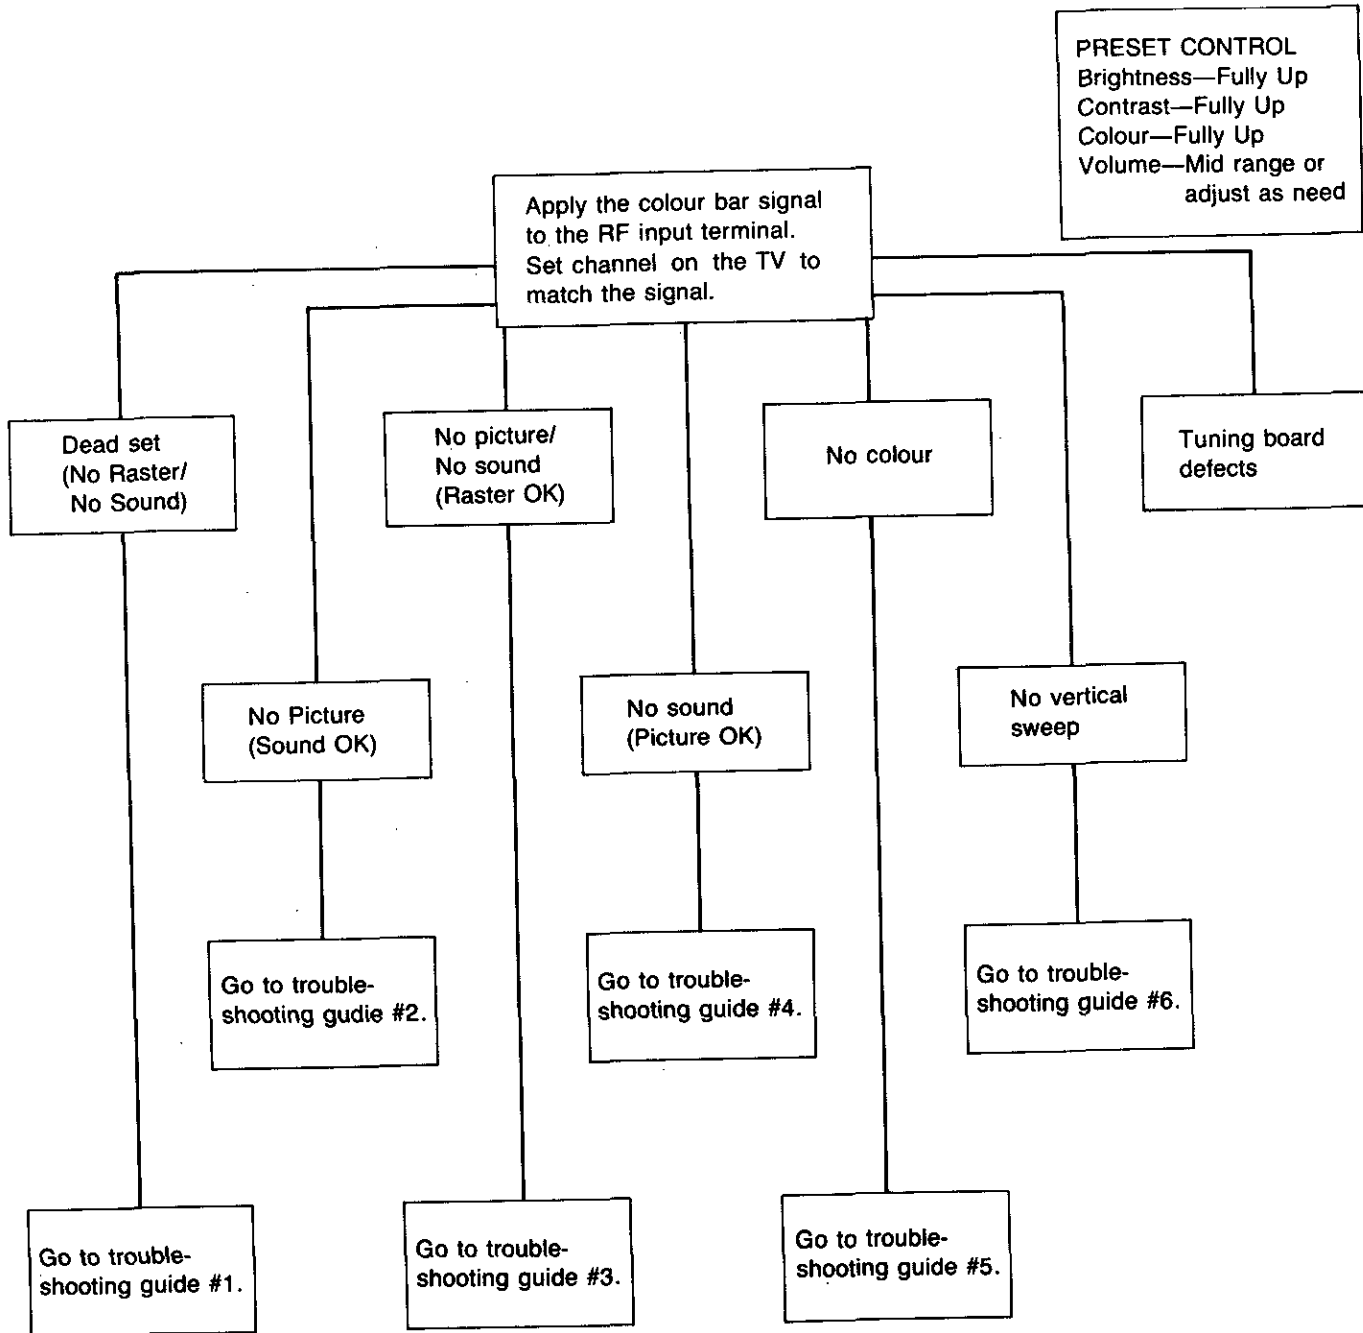 PRESET CONTROL
Brightness—Fully Up
Contrast—Fully Up
Colour—Fully Up
Volume—Mid range or
adjust as need
Apply the colour bar signal
to the RF input terminal.
Set channel on the TV to
match the signal.
Dead set
(No Raster/
No Sound)
No picture/
No sound
(Raster OK)
No colour
Tuning board
defects
No Picture
(Sound OK)
No sound
(Picture OK)
No vertical
sweep
Go to trouble-
shooting gudie #2.
Go to trouble-
shooting guide #4.
Go to trouble-
shooting guide #6.
Go to trouble-
shooting guide #1.
Go to trouble-
shooting guide #3.
Go to trouble-
shooting guide #5.